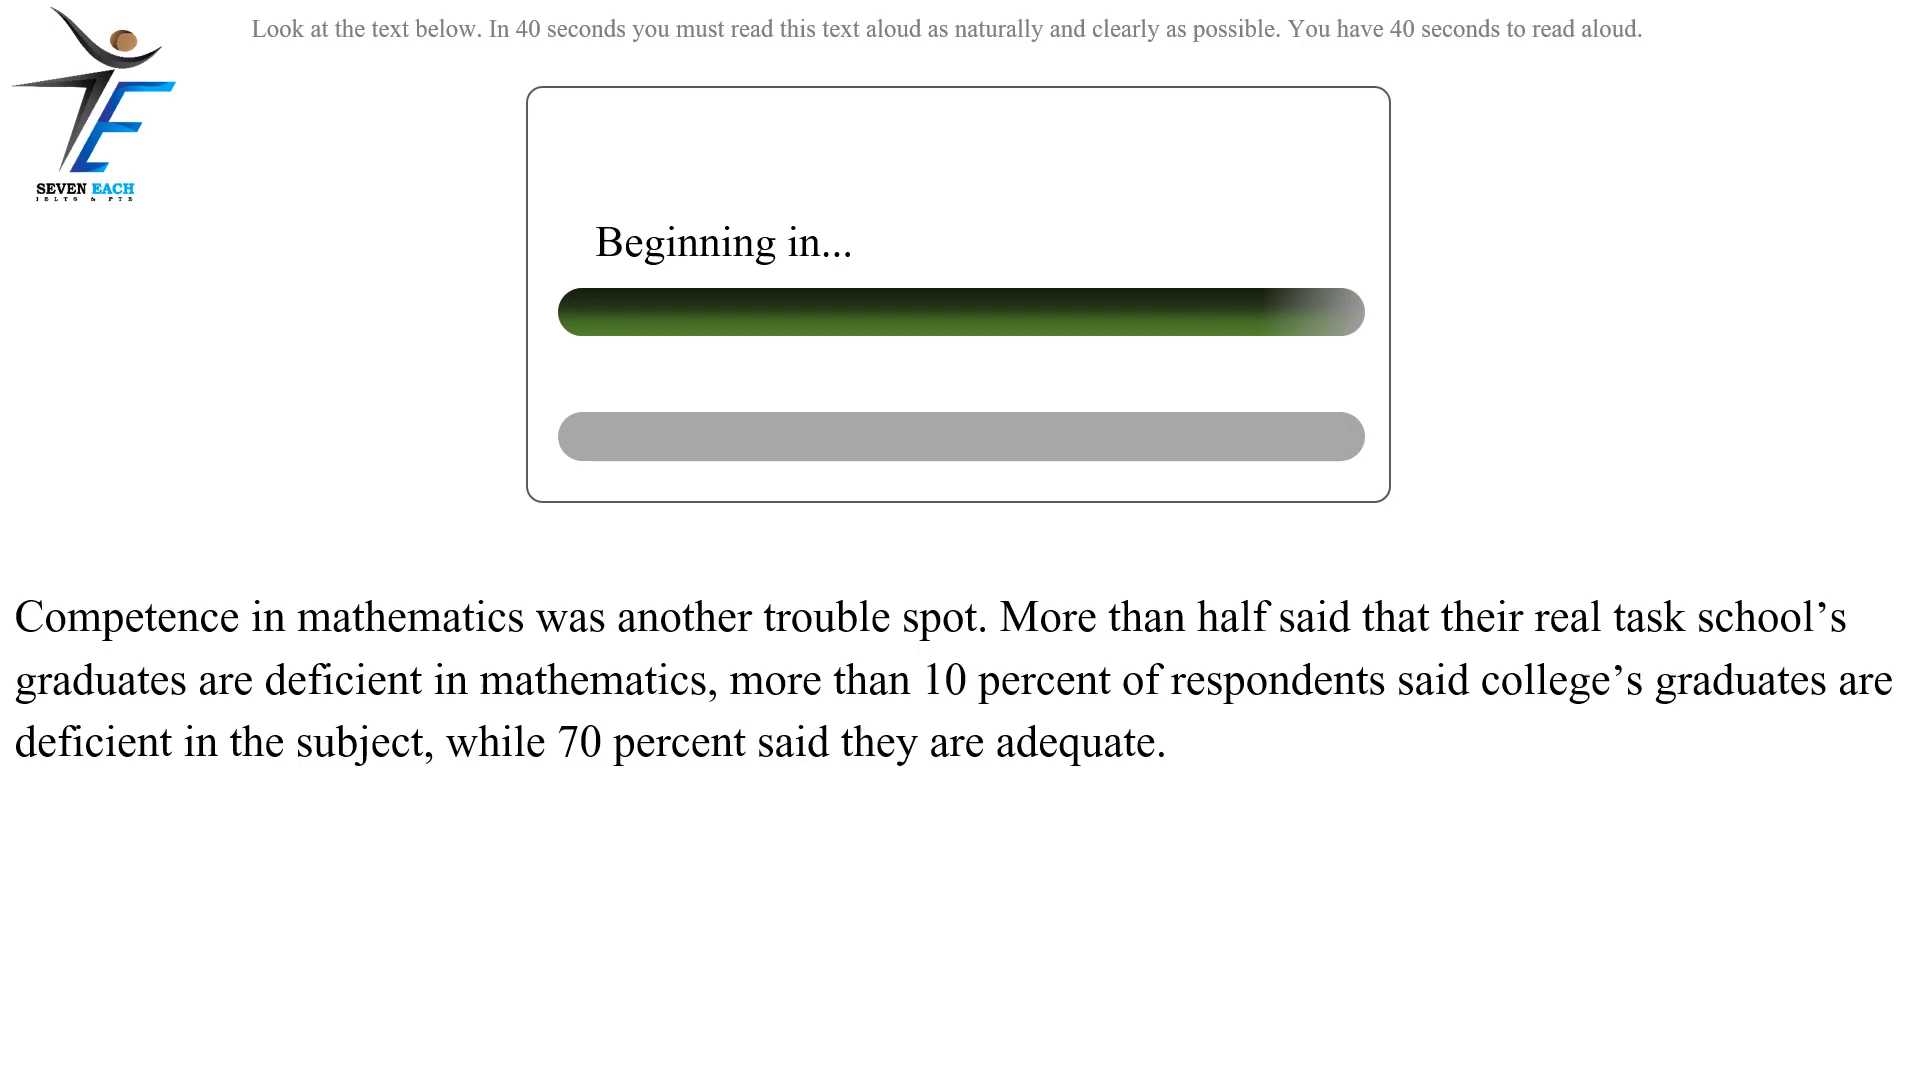 Look at the text below. In 40 seconds you must read this text aloud as naturally and clearly as possible. You have 40 seconds to read aloud.
SEVEN EACH
IELTS & PTE
Beginning in...
Competence in mathematics was another trouble spot. More than half said that their real task school’s
graduates are deficient in mathematics, more than 10 percent of respondents said college’s graduates are
deficient in the subject, while 70 percent said they are adequate.